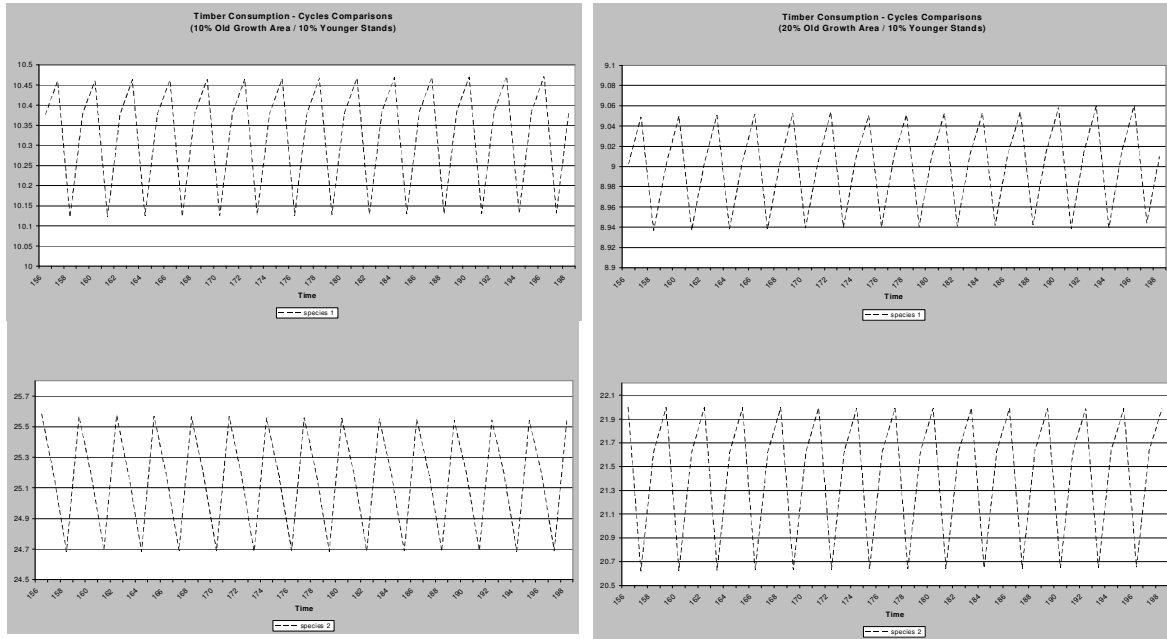 Timber Consumption - Cycles Comparisons
(10% Old Growth Area / 10% Younger Stands)
10.5
10.45
10.4
10.35
10.3
10.25
10.2
10.15
10.1
10.05
10
156 158 160 162 164 166 168 170 172 174 176 178 180 182 184 186 188 190 192 194 196 198
Time
species 1
Timber Consumption - Cycles Comparisons
(20% Old Growth Area / 10% Younger Stands)
9.1
9.08
9.06
9.04
9.02
9
8.98
8.96
8.94
8.92
8.9
156 158 160 162 164 166 168 170 172 174 176 178 180 182 184 186 188 190 192 194 196 198
Time
species 1
25.7
25.5
25.3
25.1
24.9
24.7
24.5
156 158 160 162 164 166 168 170 172 174 176 178 180 182 184 186 188 190 192 194 196 198
Time
species 2
22.1
21.9
21.7
21.5
21.3
21.1
20.9
20.7
20.5
156 158 160 162 164 166 168 170 172 174 176 178 180 182 184 186 188 190 192 194 196 198
Time
species 2